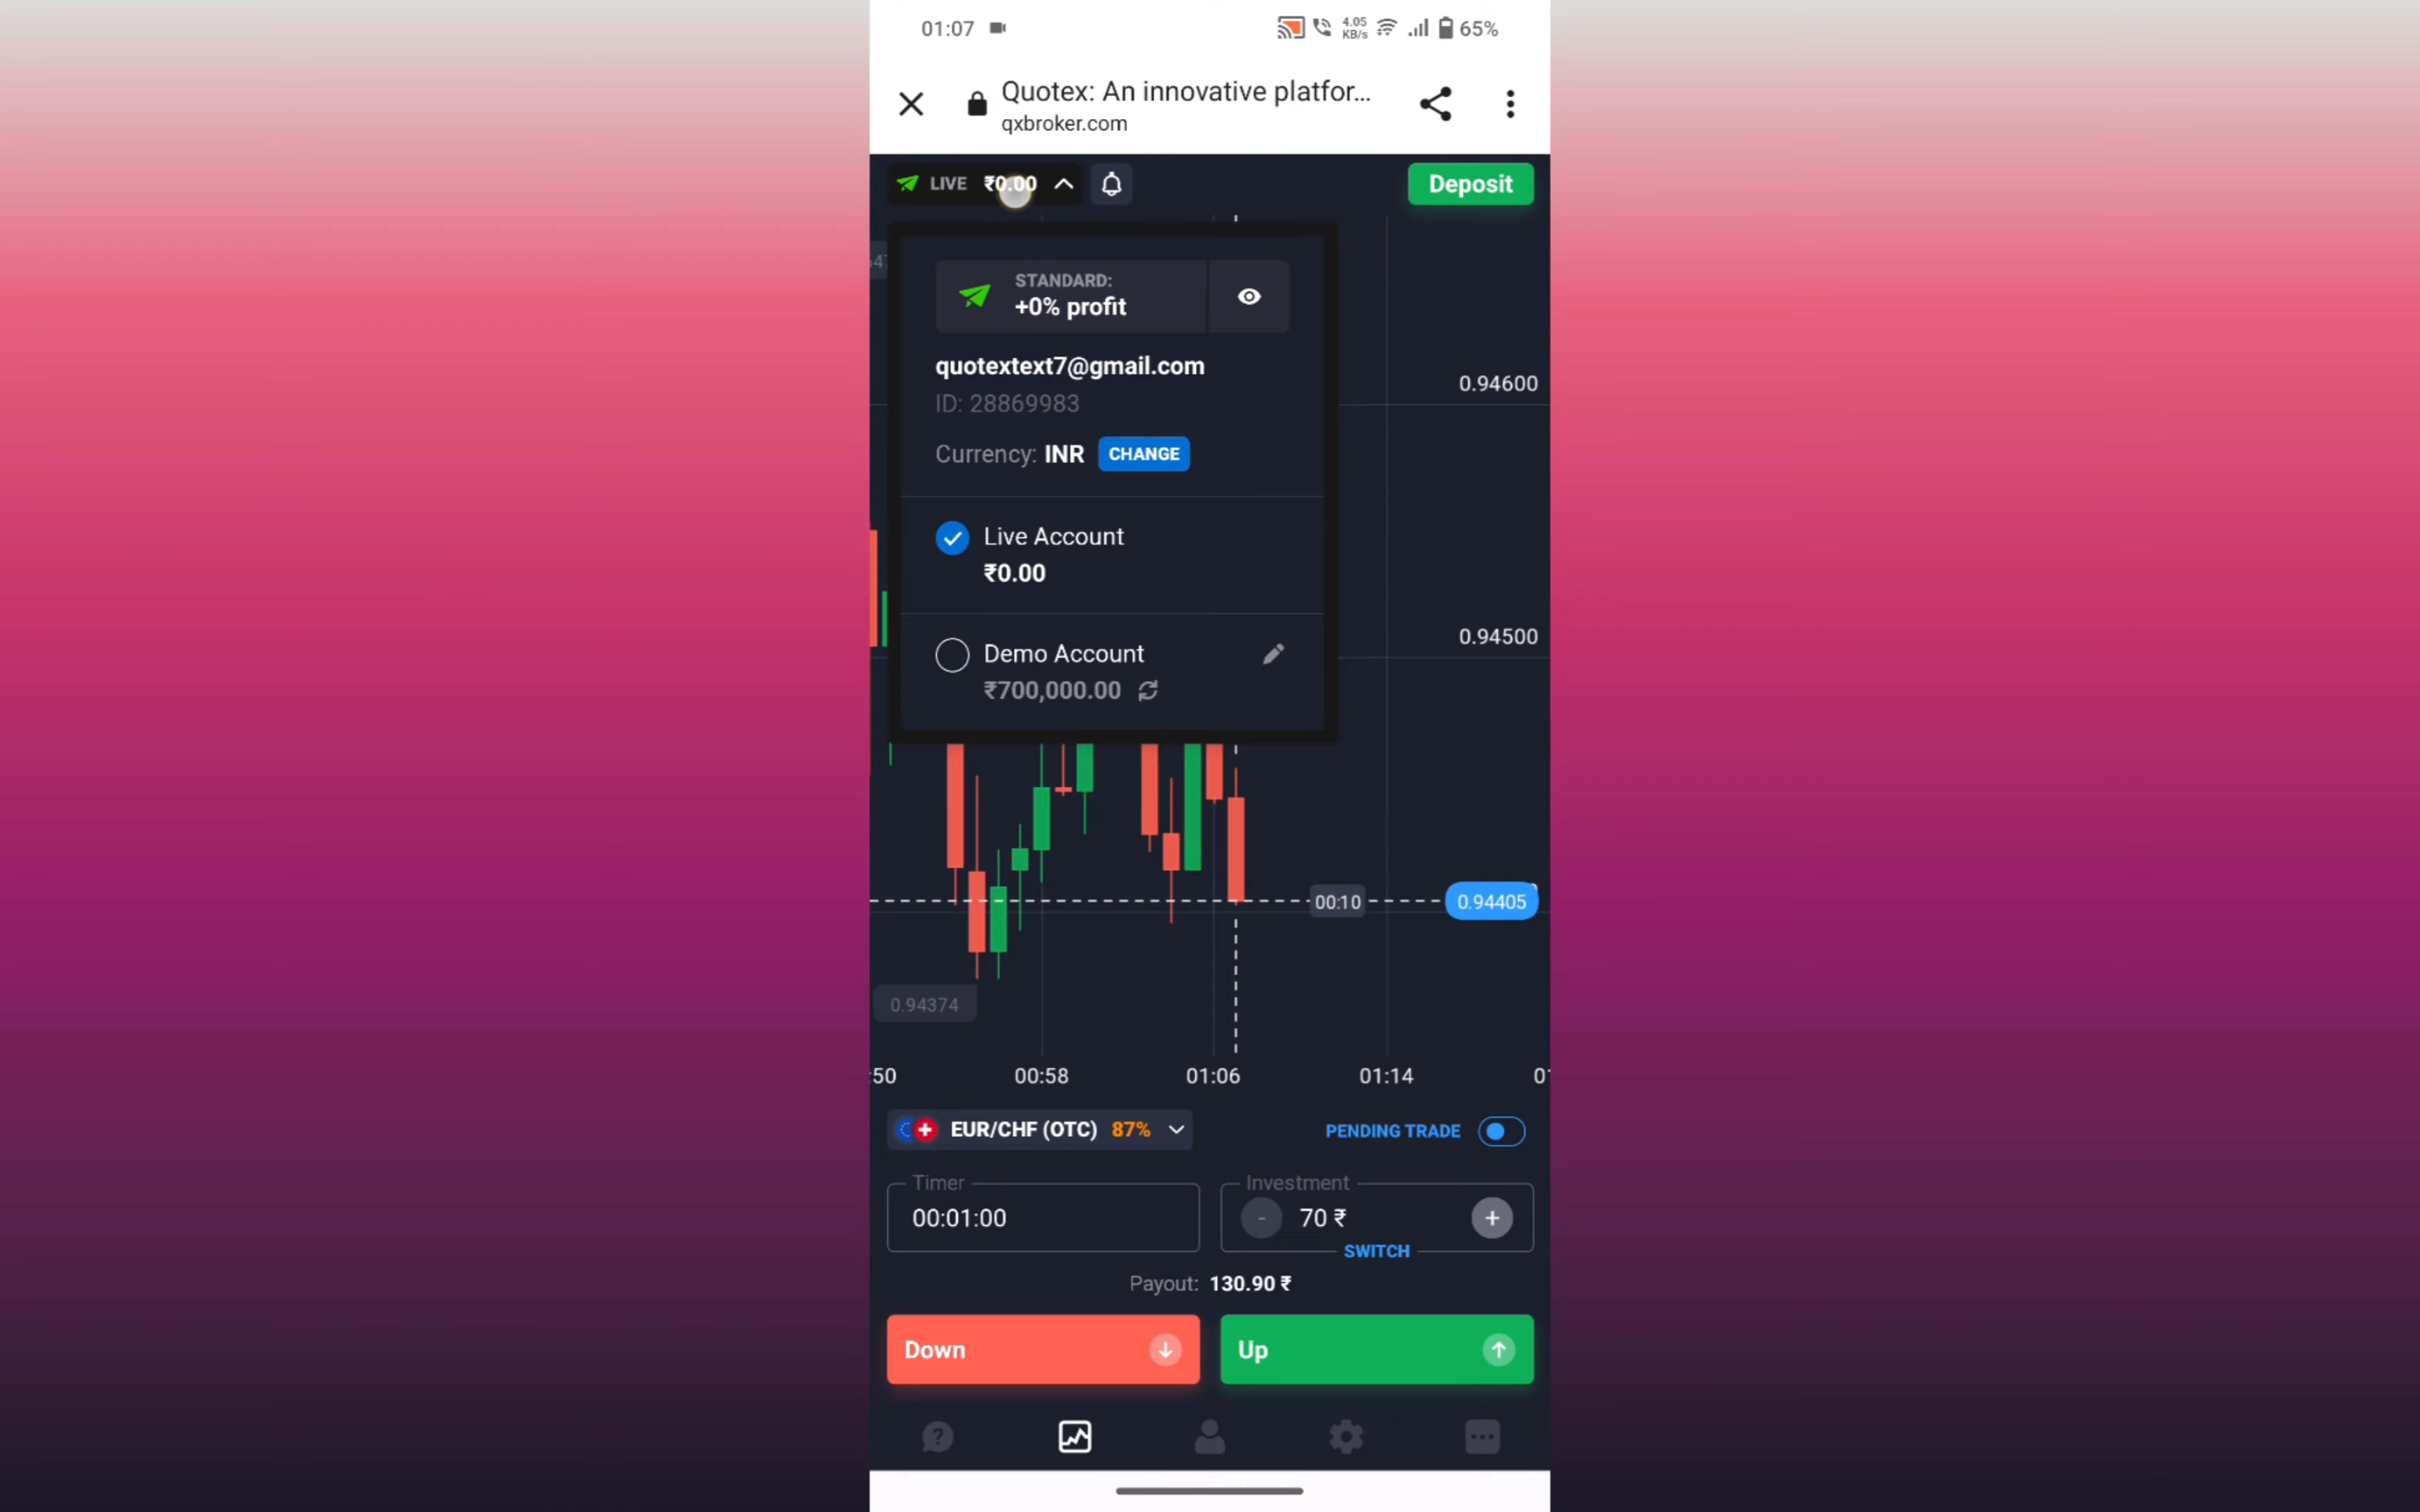 01:07
4.05
KB/s
65%
Quotex: An innovative platfor...
qxbroker.com
LIVE ₹0.00
Deposit
STANDARD:
+0% profit
quotextext7@gmail.com
ID: 28869983
Currency: INR CHANGE
Live Account
₹0.00
Demo Account
₹700,000.00
0.94600
0.94500
00:10
0.94405
0.94374
:50 00:58 01:06 01:14
EUR/CHF (OTC) 87%
PENDING TRADE
Timer
00:01:00
Investment
- 70 ₹ +
SWITCH
Payout: 130.90 ₹
Down
Up